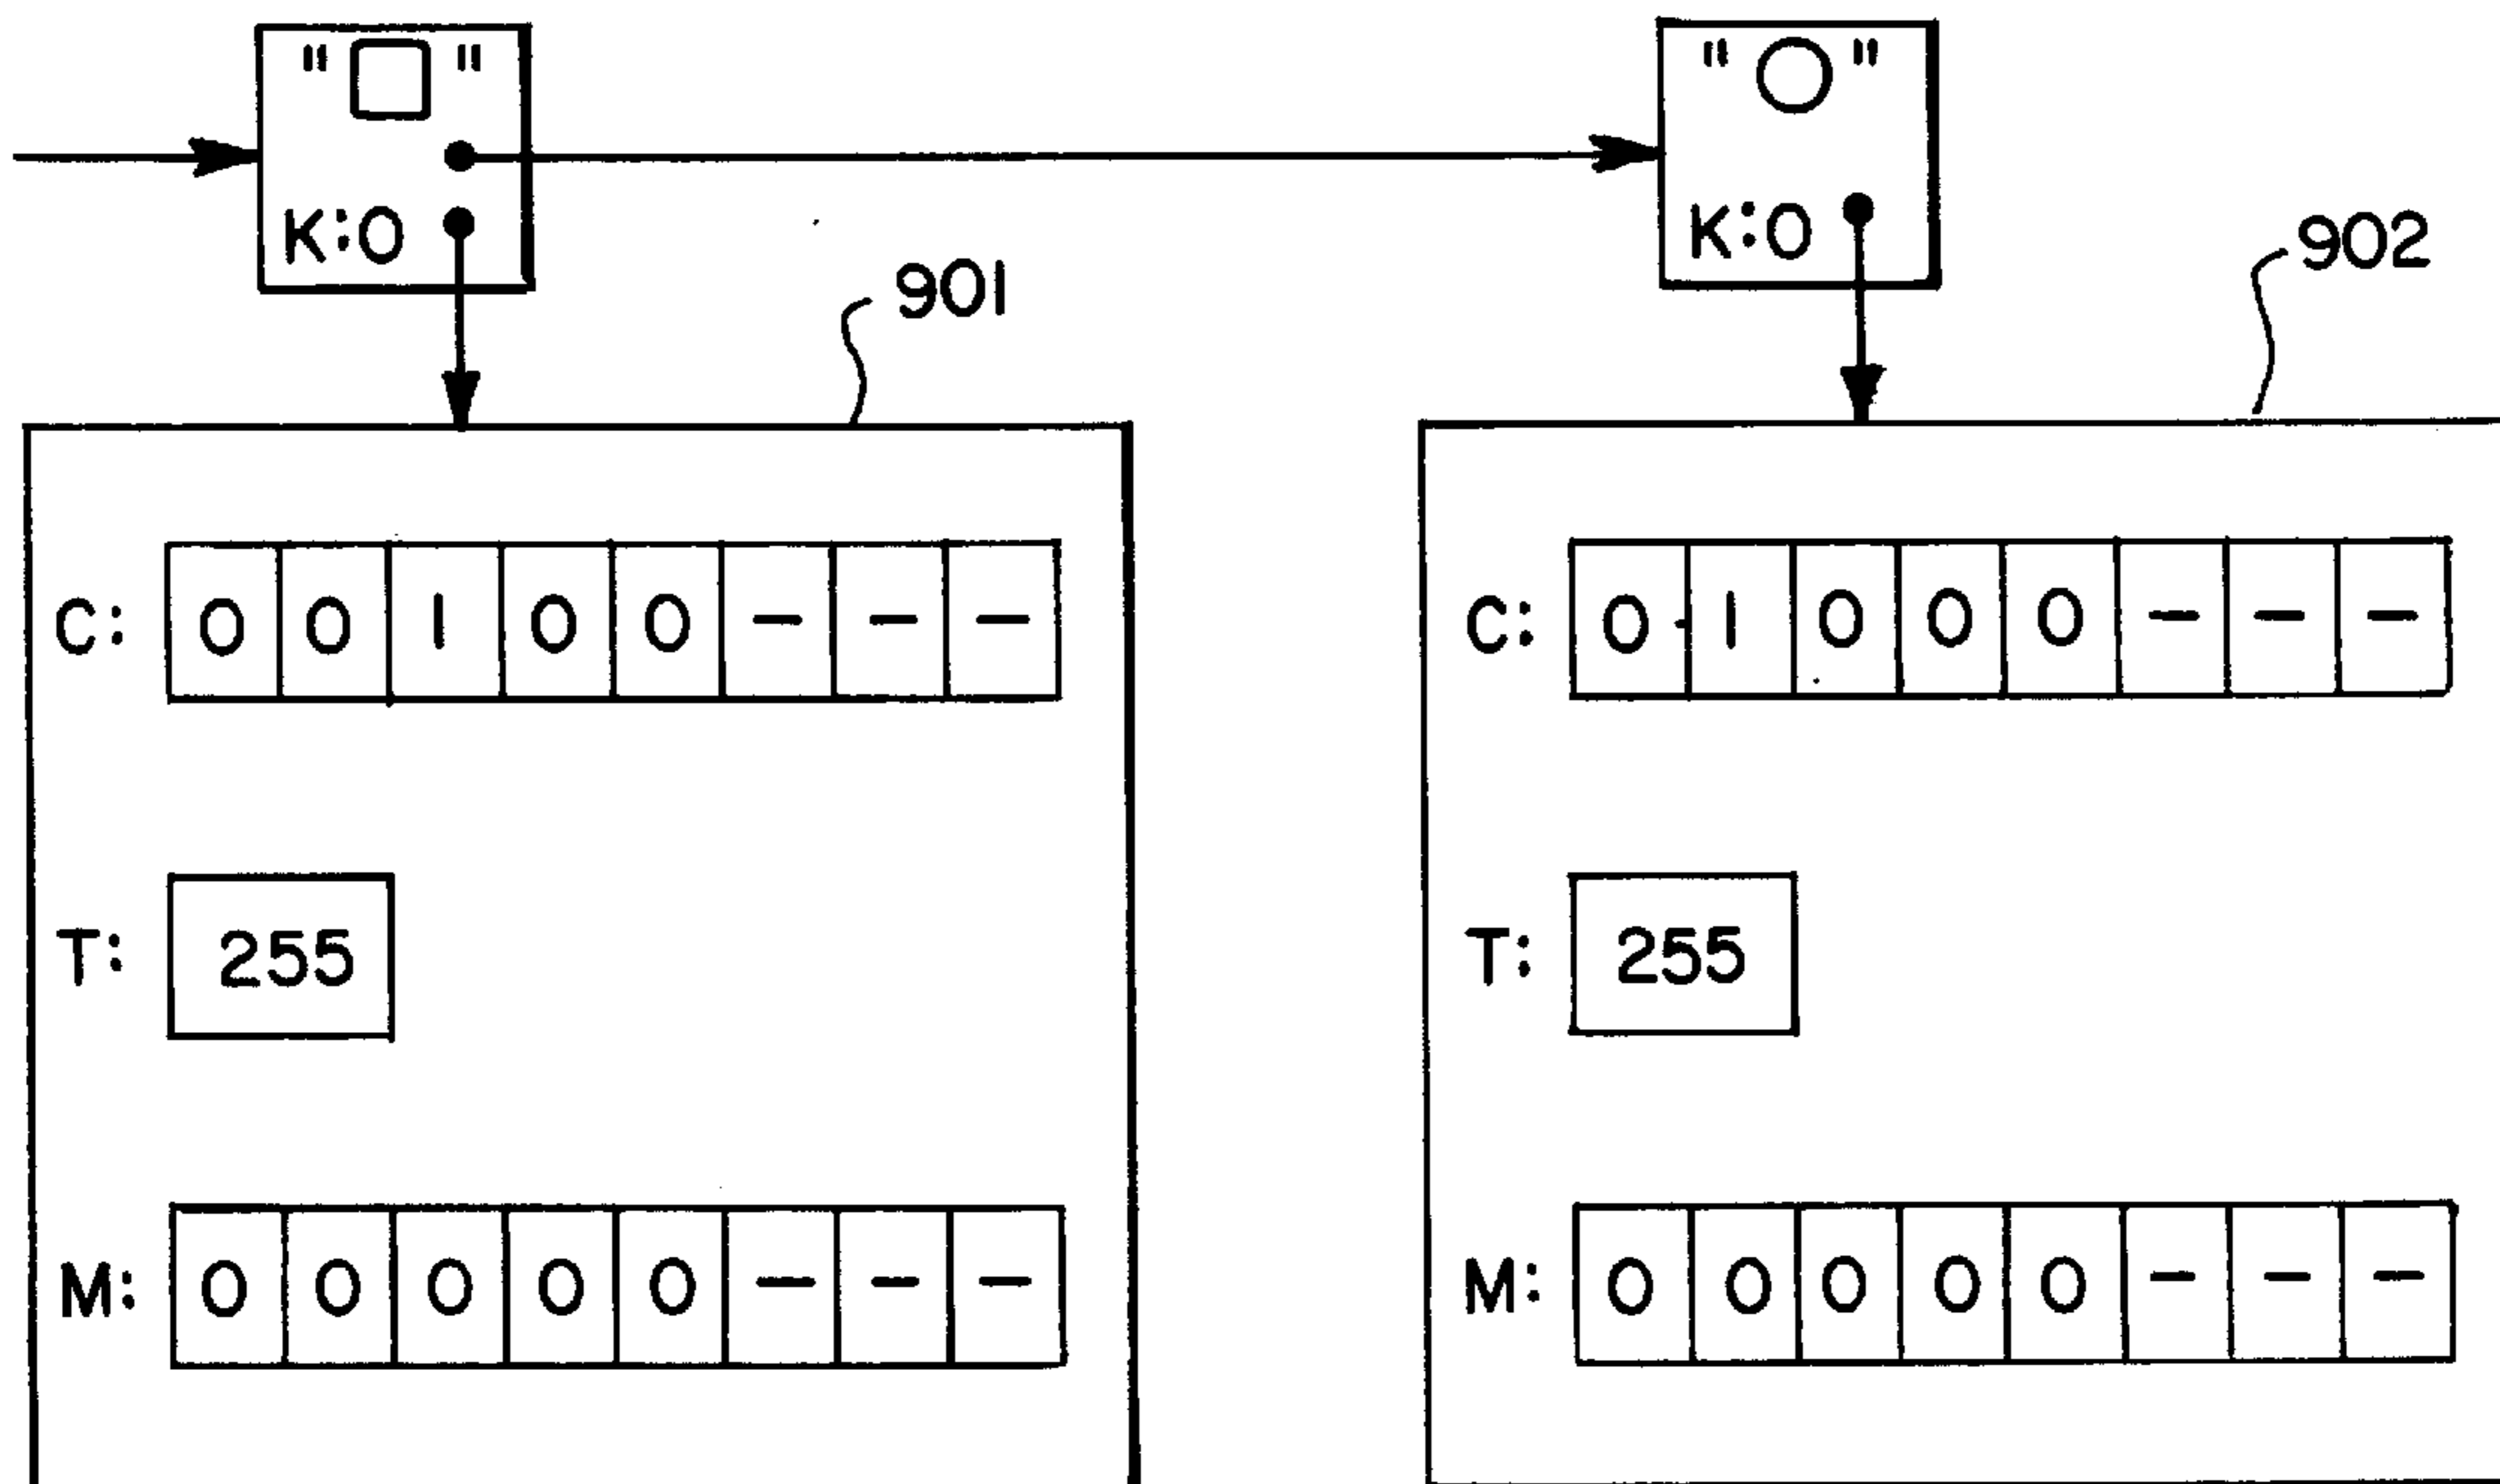 "□" "○"
K:0 K:0
901 902
C: 0 0 1 0 0 – – – C: 0 1 0 0 0 – – –
T: 255 T: 255
M: 0 0 0 0 0 – – – M: 0 0 0 0 0 – – –